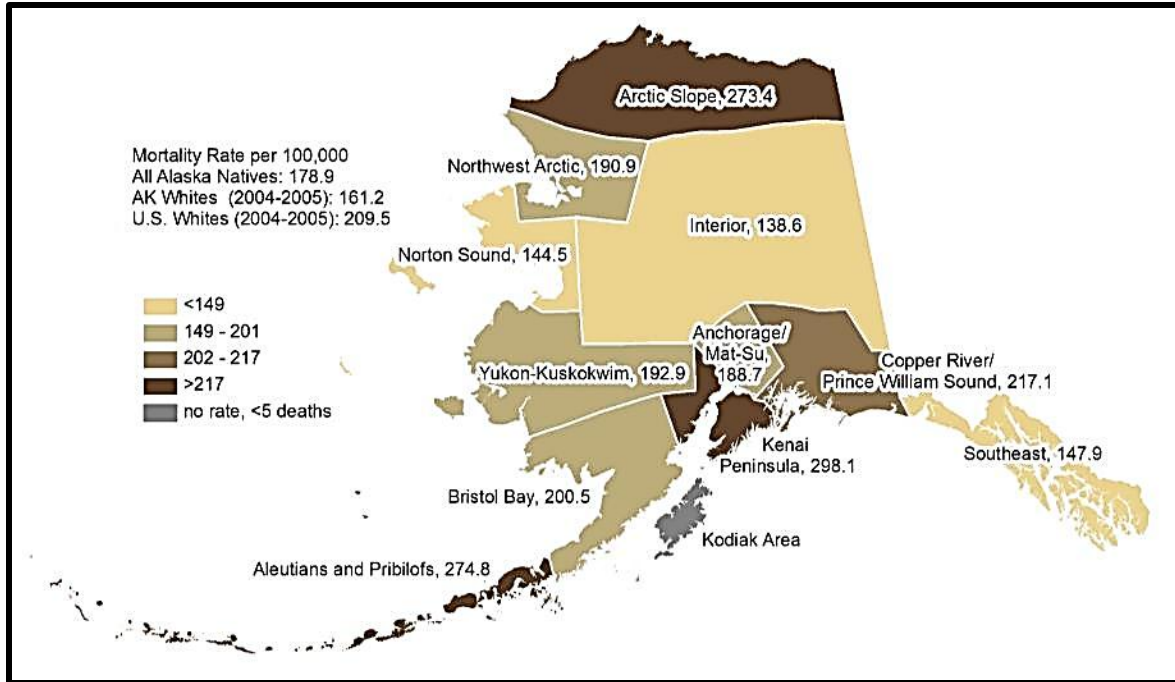 Arctic Slope, 273.4
Mortality Rate per 100,000
All Alaska Natives: 178.9
AK Whites  (2004-2005): 161.2
U.S. Whites (2004-2005): 209.5
Northwest Arctic, 190.9
Interior, 138.6
Norton Sound, 144.5
<149
149 - 201
202 - 217
>217
no rate, <5 deaths
Anchorage/
Mat-Su,
188.7
Yukon-Kuskokwim, 192.9
Copper River/
Prince William Sound, 217.1
Kenai
Peninsula, 298.1
Southeast, 147.9
Bristol Bay, 200.5
Kodiak Area
Aleutians and Pribilofs, 274.8